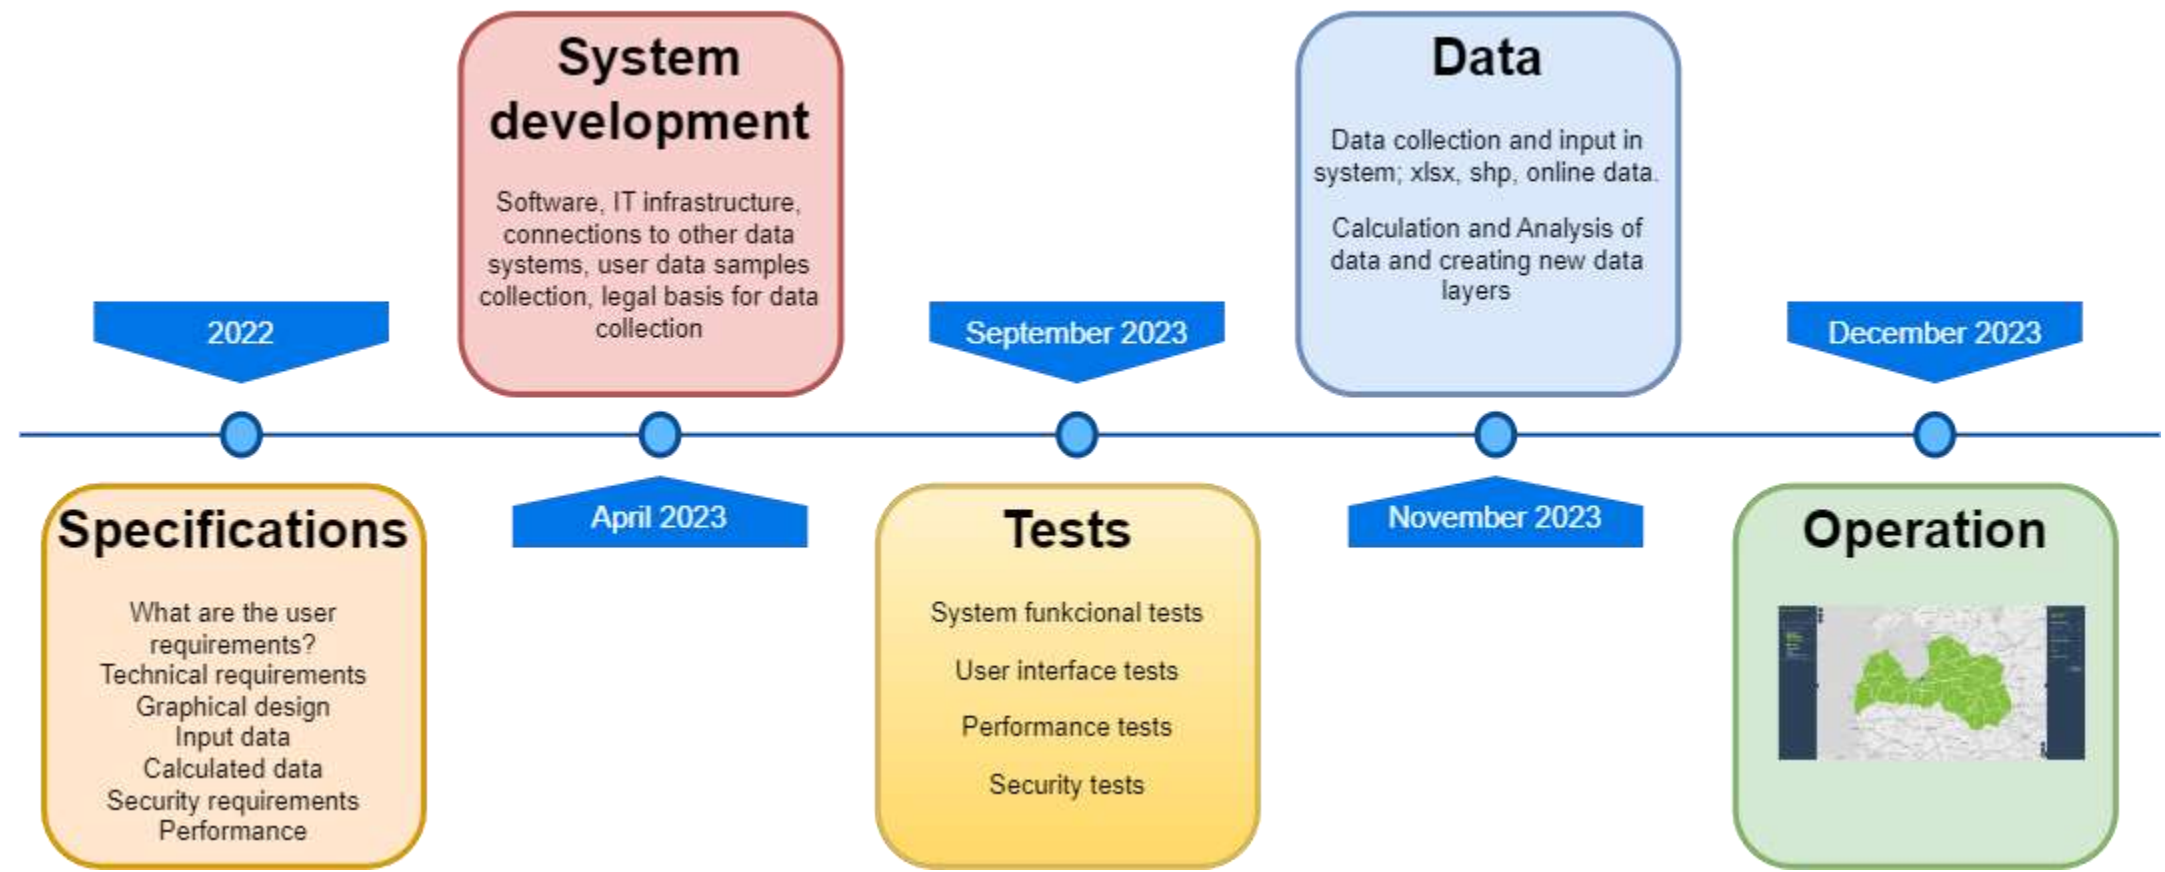 2022
Specifications
What are the user
requirements?
Technical requirements
Graphical design
Input data
Calculated data
Security requirements
Performance
System
development
Software, IT infrastructure,
connections to other data
systems, user data samples
collection, legal basis for data
collection
April 2023
September 2023
Tests
System funkcional tests
User interface tests
Performance tests
Security tests
Data
Data collection and input in
system; xlsx, shp, online data.
Calculation and Analysis of
data and creating new data
layers
November 2023
December 2023
Operation